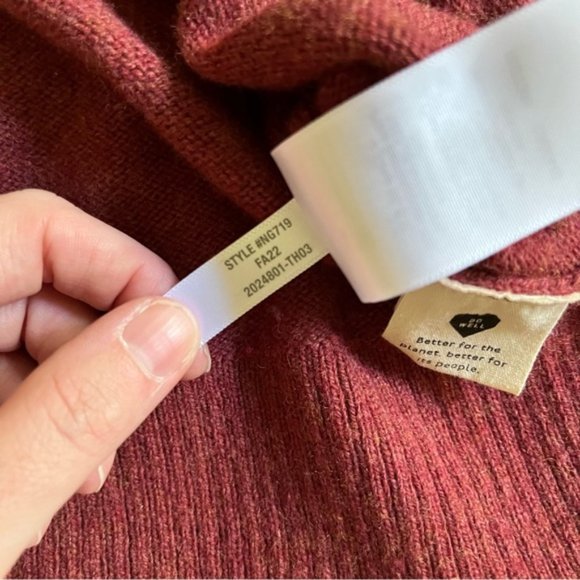 STYLE #NG719
FA22
2024801-TH03
DO
WELL
Better for the
planet, better for
its people.